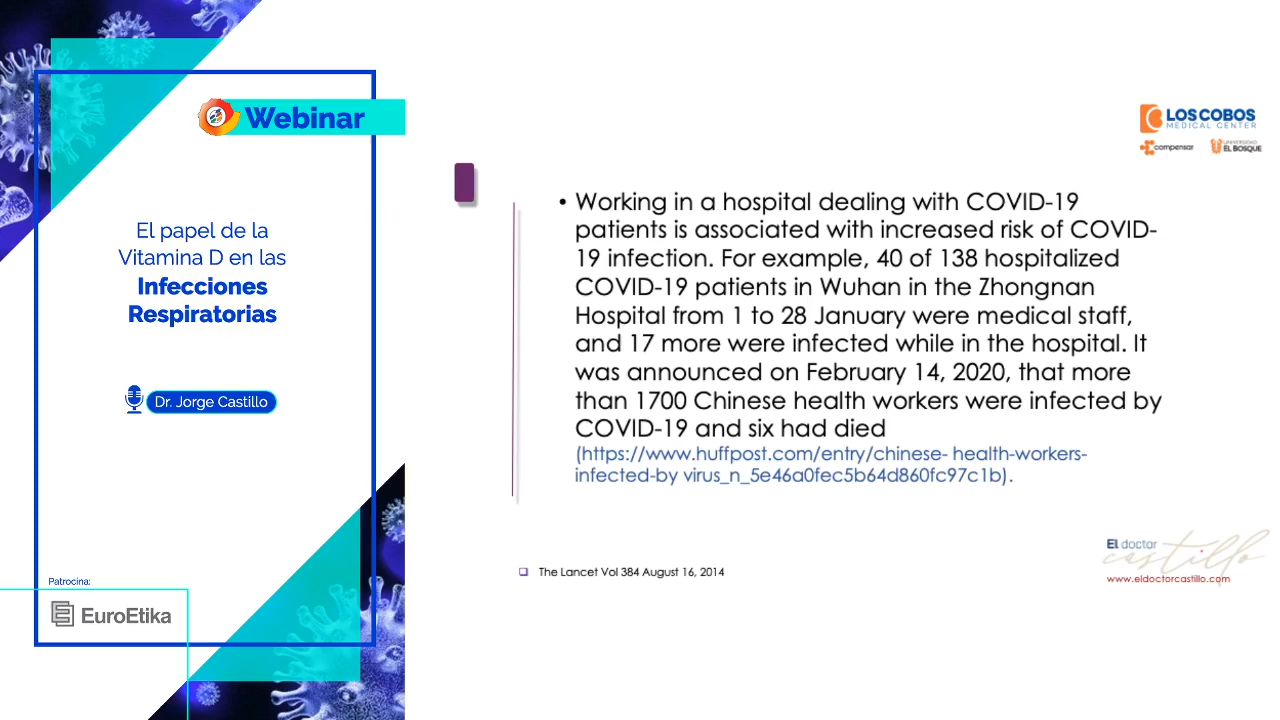 Webinar
El papel de la
Vitamina D en las
Infecciones
Respiratorias
Dr. Jorge Castillo
Patrocina:
EuroEtika
LOS COBOS
MEDICAL CENTER
compensar
UNIVERSIDAD
EL BOSQUE
• Working in a hospital dealing with COVID-19
patients is associated with increased risk of COVID-
19 infection. For example, 40 of 138 hospitalized
COVID-19 patients in Wuhan in the Zhongnan
Hospital from 1 to 28 January were medical staff,
and 17 more were infected while in the hospital. It
was announced on February 14, 2020, that more
than 1700 Chinese health workers were infected by
COVID-19 and six had died
(https://www.huffpost.com/entry/chinese- health-workers-
infected-by virus_n_5e46a0fec5b64d860fc97c1b).
The Lancet Vol 384 August 16, 2014
El doctor
castillo
www.eldoctorcastillo.com